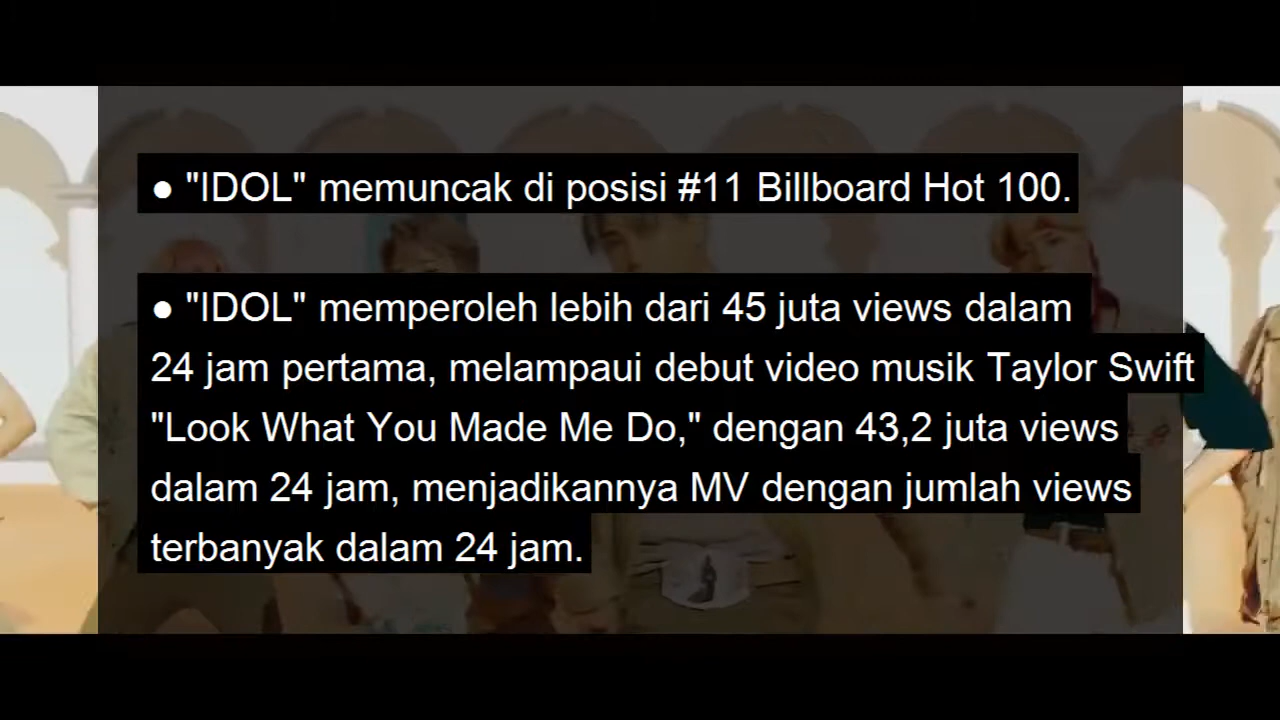 ● "IDOL" memuncak di posisi #11 Billboard Hot 100.
● "IDOL" memperoleh lebih dari 45 juta views dalam
24 jam pertama, melampaui debut video musik Taylor Swift
"Look What You Made Me Do," dengan 43,2 juta views
dalam 24 jam, menjadikannya MV dengan jumlah views
terbanyak dalam 24 jam.